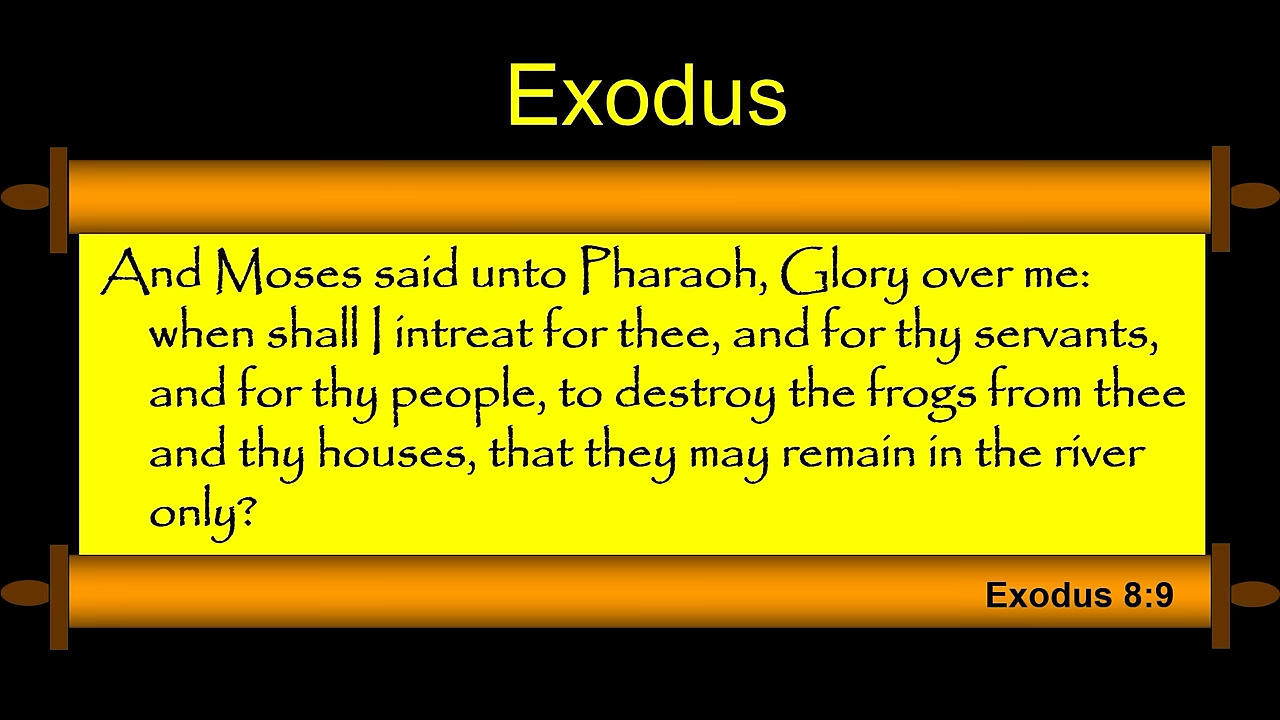 Exodus
And Moses said unto Pharaoh, Glory over me:
when shall I intreat for thee, and for thy servants,
and for thy people, to destroy the frogs from thee
and thy houses, that they may remain in the river
only?
Exodus 8:9